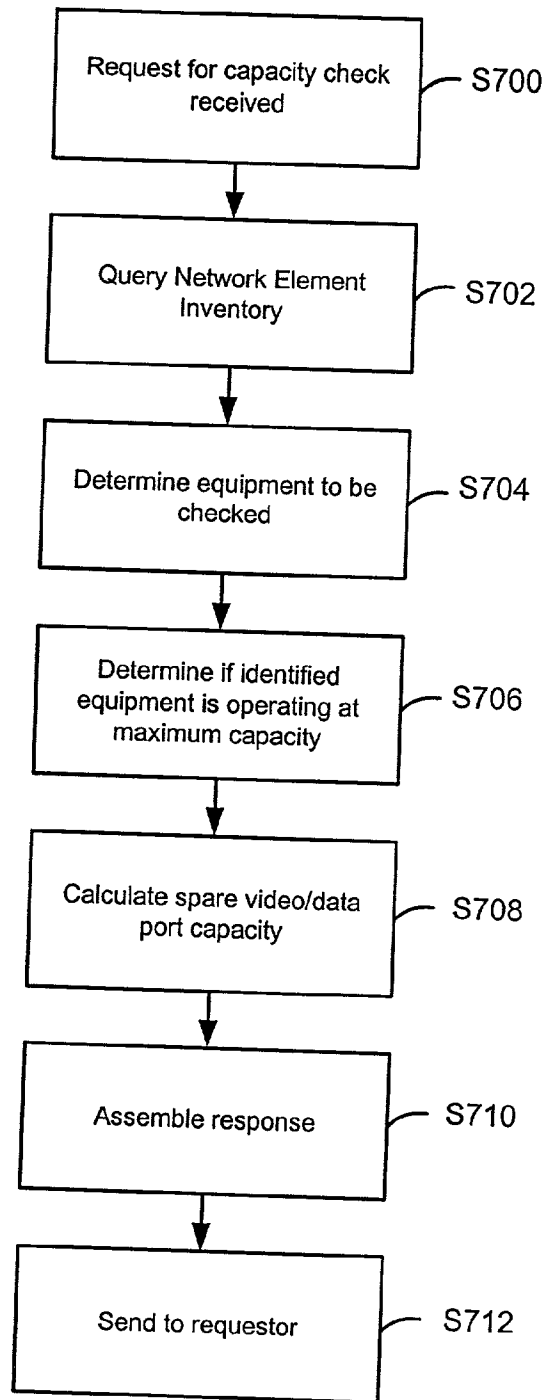 Request for capacity check
received
S700
Query Network Element
Inventory
S702
Determine equipment to be
checked
S704
Determine if identified
equipment is operating at
maximum capacity
S706
Calculate spare video/data
port capacity
S708
Assemble response
S710
Send to requestor
S712